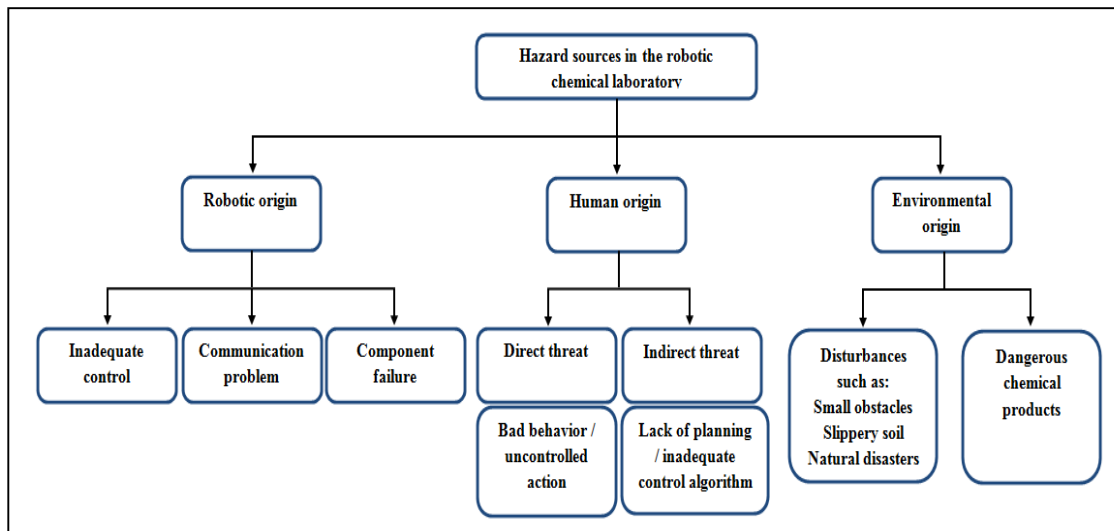 Hazard sources in the robotic
chemical laboratory
Robotic origin
Human origin
Environmental
origin
Inadequate
control
Communication
problem
Component
failure
Direct threat
Indirect threat
Disturbances
such as:
Small obstacles
Slippery soil
Natural disasters
Dangerous
chemical
products
Bad behavior /
uncontrolled
action
Lack of planning
/ inadequate
control algorithm